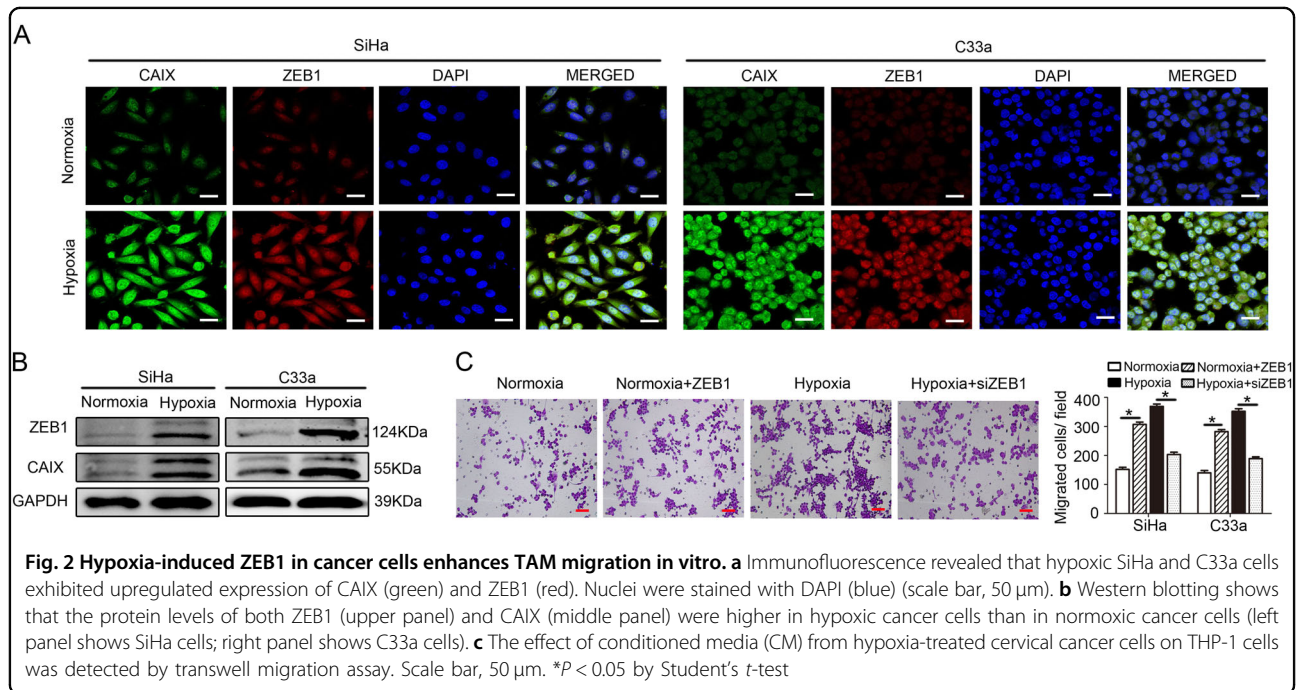 A
SiHa
C33a
CAIX ZEB1 DAPI MERGED CAIX ZEB1 DAPI MERGED
Normoxia
Hypoxia
B
SiHa C33a
Normoxia Hypoxia Normoxia Hypoxia
ZEB1 124KDa
CAIX 55KDa
GAPDH 39KDa
C
Normoxia Normoxia+ZEB1 Hypoxia Hypoxia+siZEB1
Normoxia Normoxia+ZEB1
Hypoxia Hypoxia+siZEB1
Migrated cells/ field
400
300
200
100
0
* * * *
SiHa C33a
Fig. 2 Hypoxia-induced ZEB1 in cancer cells enhances TAM migration in vitro. a Immunofluorescence revealed that hypoxic SiHa and C33a cells
exhibited upregulated expression of CAIX (green) and ZEB1 (red). Nuclei were stained with DAPI (blue) (scale bar, 50 μm). b Western blotting shows
that the protein levels of both ZEB1 (upper panel) and CAIX (middle panel) were higher in hypoxic cancer cells than in normoxic cancer cells (left
panel shows SiHa cells; right panel shows C33a cells). c The effect of conditioned media (CM) from hypoxia-treated cervical cancer cells on THP-1 cells
was detected by transwell migration assay. Scale bar, 50 μm. *P < 0.05 by Student's t-test